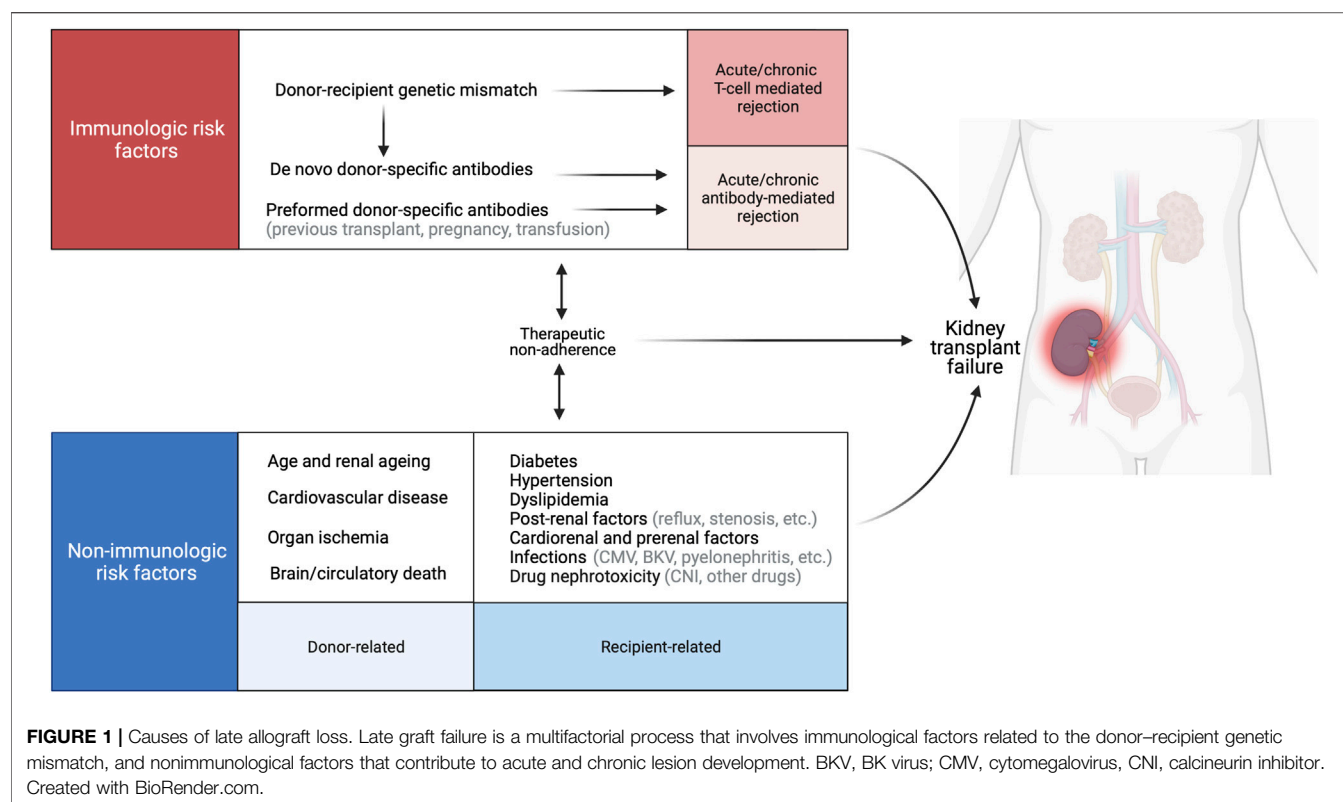 Immunologic risk
factors
Donor-recipient genetic mismatch
De novo donor-specific antibodies
Preformed donor-specific antibodies
(previous transplant, pregnancy, transfusion)
Acute/chronic
T-cell mediated
rejection
Acute/chronic
antibody-mediated
rejection
Therapeutic
non-adherence
Kidney
transplant
failure
Non-immunologic
risk factors
Age and renal ageing
Cardiovascular disease
Organ ischemia
Brain/circulatory death
Donor-related
Diabetes
Hypertension
Dyslipidemia
Post-renal factors (reflux, stenosis, etc.)
Cardiorenal and prerenal factors
Infections (CMV, BKV, pyelonephritis, etc.)
Drug nephrotoxicity (CNI, other drugs)
Recipient-related
FIGURE 1 | Causes of late allograft loss. Late graft failure is a multifactorial process that involves immunological factors related to the donor–recipient genetic
mismatch, and nonimmunological factors that contribute to acute and chronic lesion development. BKV, BK virus; CMV, cytomegalovirus, CNI, calcineurin inhibitor.
Created with BioRender.com.